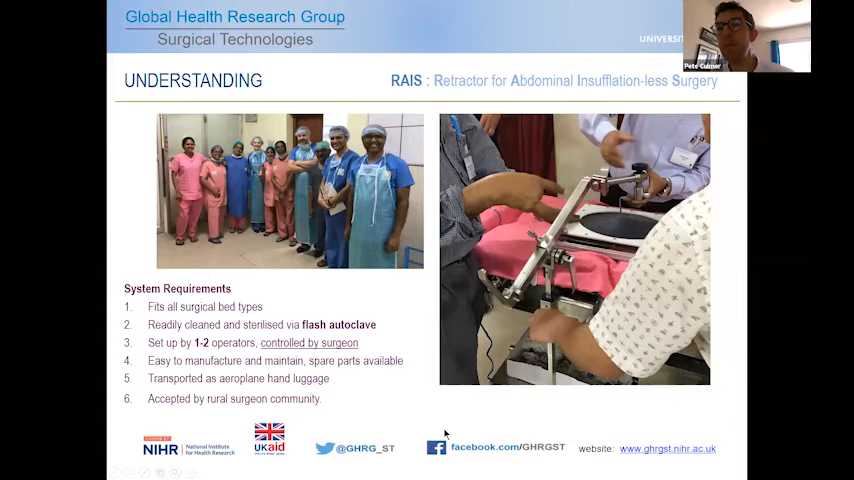 Global Health Research Group
Surgical Technologies
UNIVERSIT
Pete Culmer
UNDERSTANDING
RAIS : Retractor for Abdominal Insufflation-less Surgery
System Requirements
1. Fits all surgical bed types
2. Readily cleaned and sterilised via flash autoclave
3. Set up by 1-2 operators, controlled by surgeon
4. Easy to manufacture and maintain, spare parts available
5. Transported as aeroplane hand luggage
6. Accepted by rural surgeon community.
NIHR | National Institute
for Health Research
UKaid
@GHRG_ST
facebook.com/GHRGST
website: www.ghrgst.nihr.ac.uk